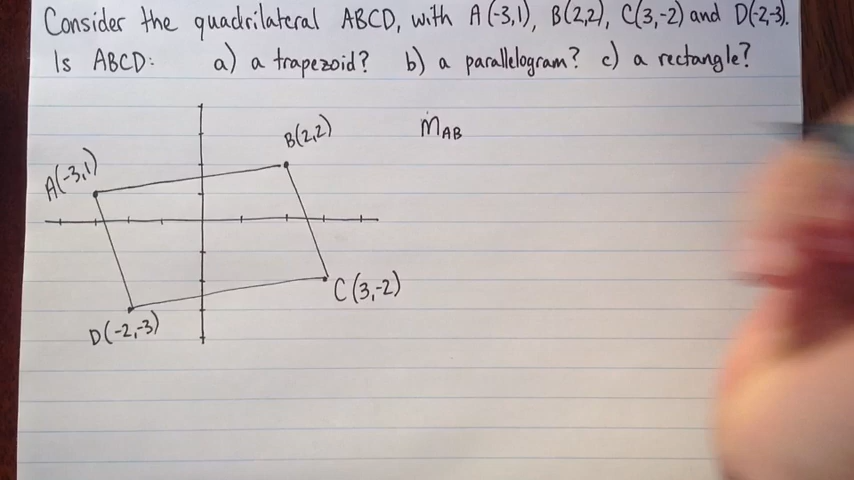 Consider the quadrilateral ABCD, with A(-3,1), B(2,2), C(3,-2) and D(-2,-3).
Is ABCD: a) a trapezoid? b) a parallelogram? c) a rectangle?
B(2,2)
m AB
A(-3,1)
C(3,-2)
D(-2,-3)